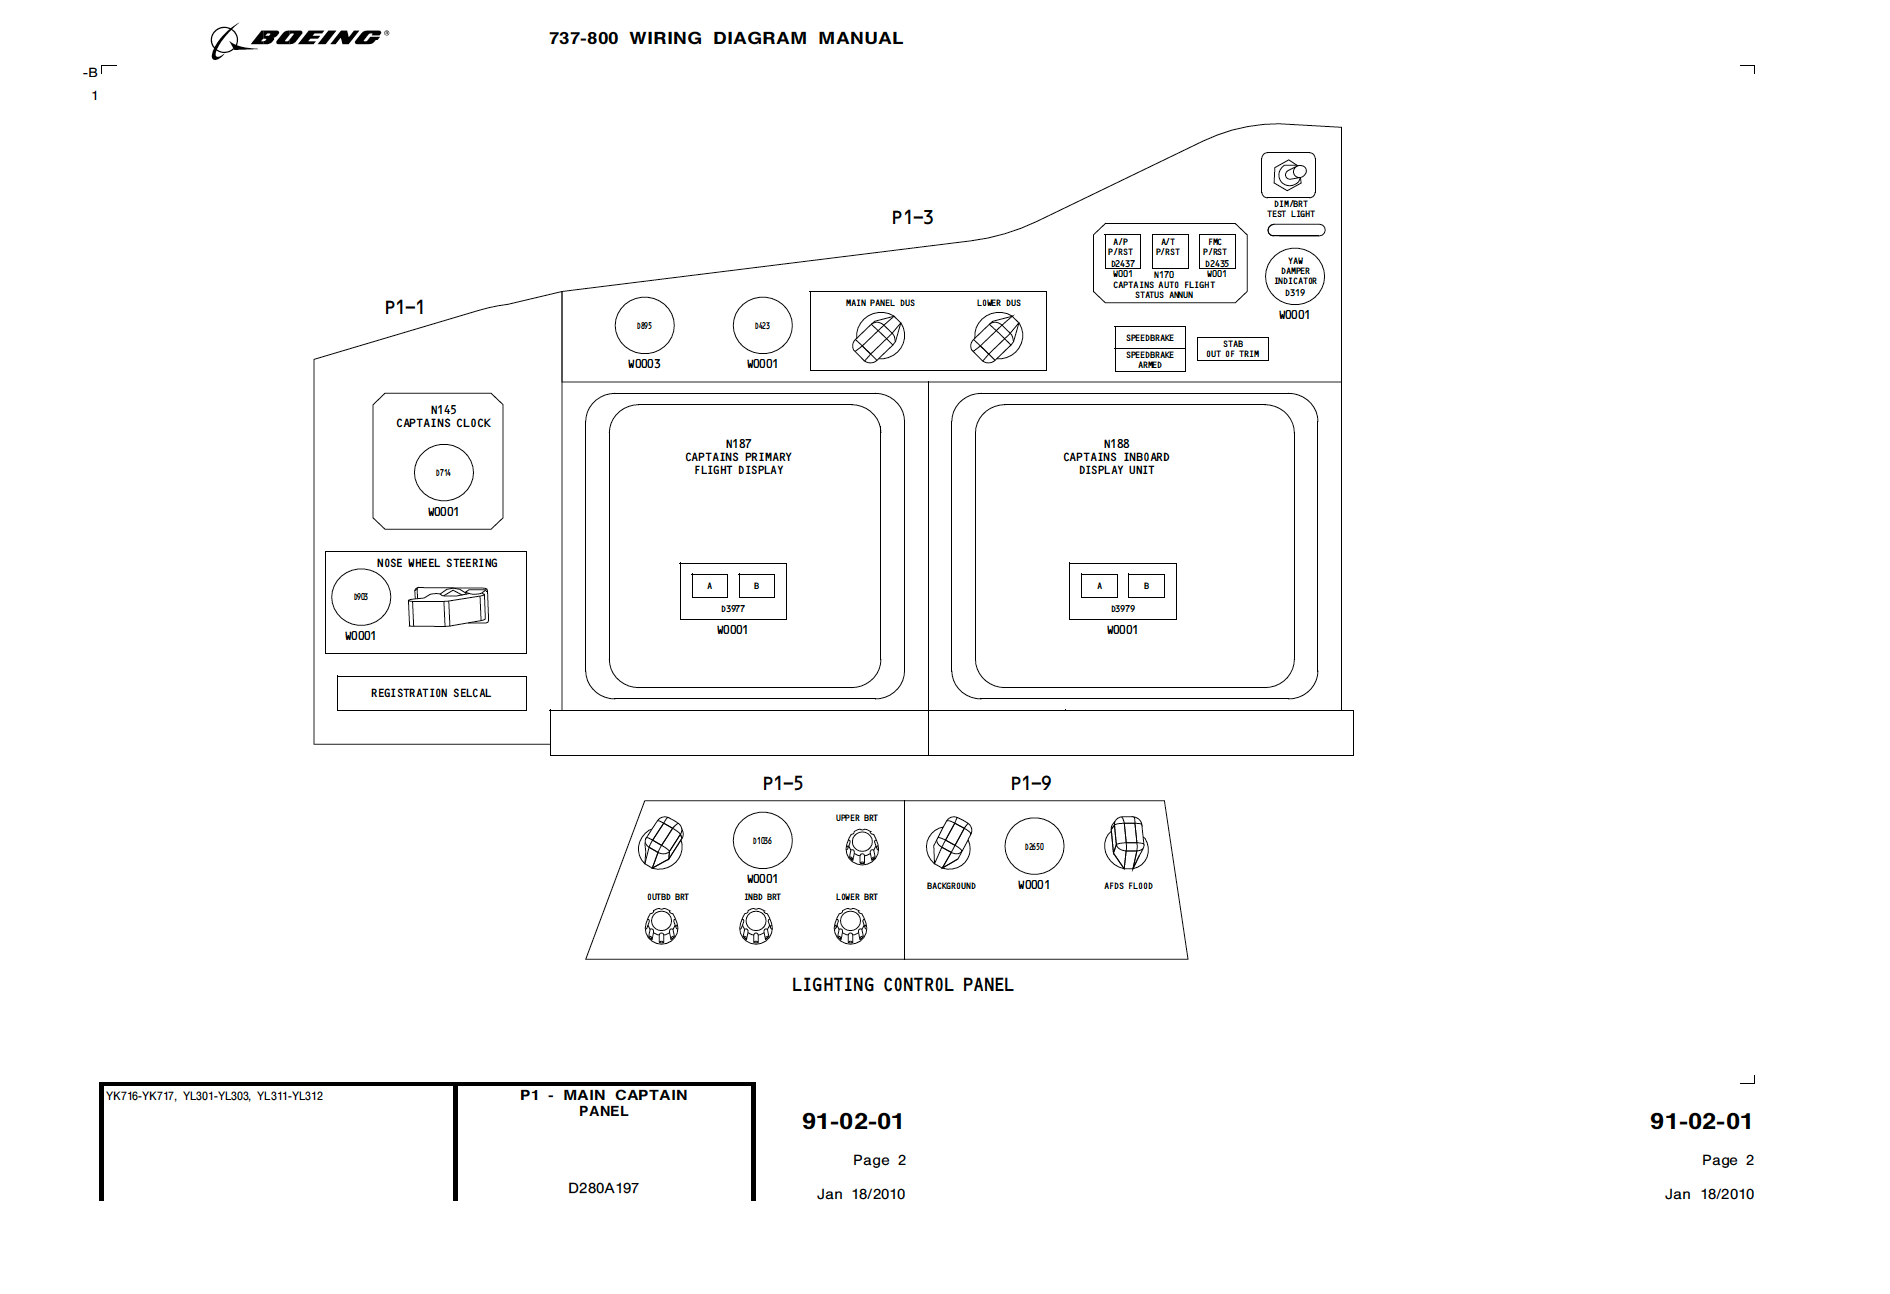 BOEING®
737-800 WIRING DIAGRAM MANUAL
-B
1
P1-3
DIM/BRT
TEST LIGHT
A/P
P/RST
D2437
W001
A/T
P/RST
N170
FMC
P/RST
D2435
W001
CAPTAINS AUTO FLIGHT
STATUS ANNUN
YAW
DAMPER
INDICATOR
D319
W0001
P1-1
D895
W0003
D423
W0001
MAIN PANEL DUS
LOWER DUS
SPEEDBRAKE
SPEEDBRAKE
ARMED
STAB
OUT OF TRIM
N145
CAPTAINS CLOCK
D714
W0001
N187
CAPTAINS PRIMARY
FLIGHT DISPLAY
N188
CAPTAINS INBOARD
DISPLAY UNIT
NOSE WHEEL STEERING
D903
W0001
A
B
D3977
W0001
A
B
D3979
W0001
REGISTRATION SELCAL
P1-5
P1-9
D1036
W0001
UPPER BRT
OUTBD BRT
INBD BRT
LOWER BRT
BACKGROUND
D2650
W0001
AFDS FLOOD
LIGHTING CONTROL PANEL
YK716-YK717, YL301-YL303, YL311-YL312
P1 - MAIN CAPTAIN
PANEL
D280A197
91-02-01
Page 2
Jan 18/2010
91-02-01
Page 2
Jan 18/2010